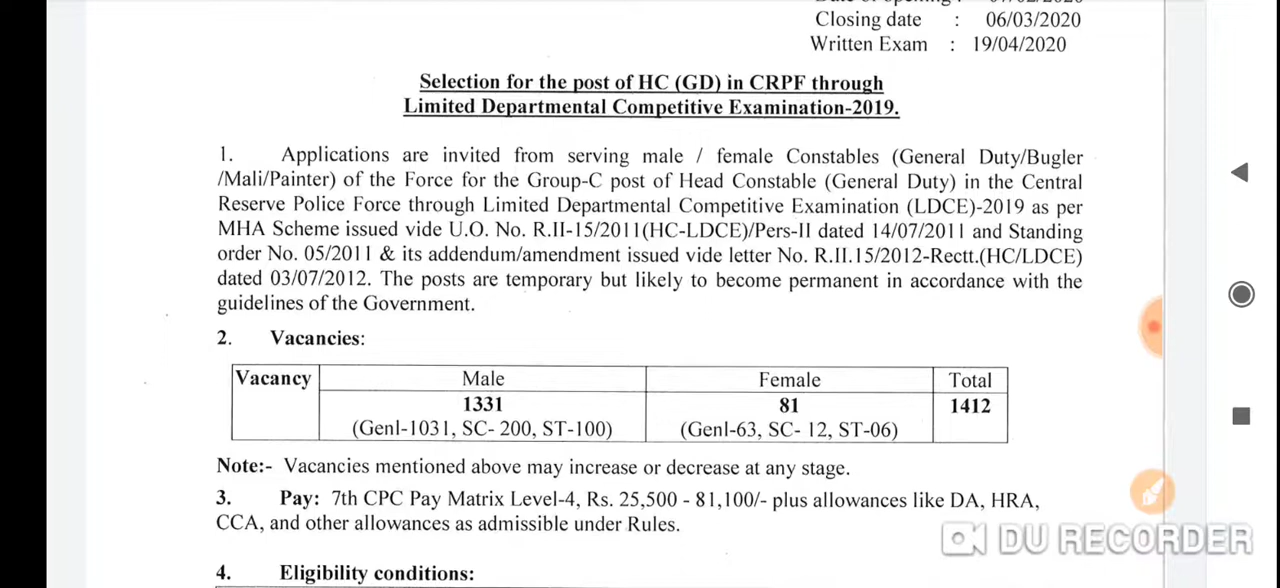 Closing date : 06/03/2020
Written Exam : 19/04/2020
Selection for the post of HC (GD) in CRPF through
Limited Departmental Competitive Examination-2019.
1. Applications are invited from serving male / female Constables (General Duty/Bugler
/Mali/Painter) of the Force for the Group-C post of Head Constable (General Duty) in the Central
Reserve Police Force through Limited Departmental Competitive Examination (LDCE)-2019 as per
MHA Scheme issued vide U.O. No. R.II-15/2011(HC-LDCE)/Pers-II dated 14/07/2011 and Standing
order No. 05/2011 & its addendum/amendment issued vide letter No. R.II.15/2012-Rectt.(HC/LDCE)
dated 03/07/2012. The posts are temporary but likely to become permanent in accordance with the
guidelines of the Government.
2. Vacancies:
Vacancy Male Female Total
1331 81 1412
(Genl-1031, SC- 200, ST-100) (Genl-63, SC- 12, ST-06)
Note:- Vacancies mentioned above may increase or decrease at any stage.
3. Pay: 7th CPC Pay Matrix Level-4, Rs. 25,500 - 81,100/- plus allowances like DA, HRA,
CCA, and other allowances as admissible under Rules.
DU RECORDER
4. Eligibility conditions: